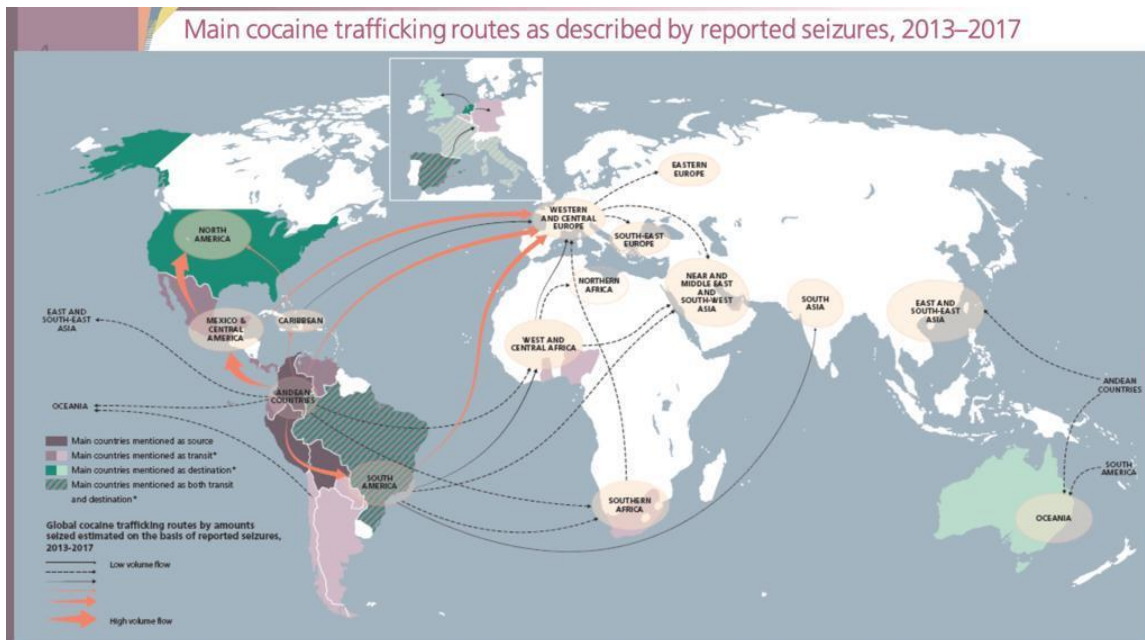 Main cocaine trafficking routes as described by reported seizures, 2013–2017
EASTERN
EUROPE
WESTERN
AND CENTRAL
EUROPE
NORTH
AMERICA
SOUTH-EAST
EUROPE
NORTHERN
AFRICA
NEAR AND
MIDDLE EAST
AND
SOUTH-WEST
ASIA
SOUTH
ASIA
EAST AND
SOUTH-EAST
ASIA
EAST AND
SOUTH-EAST
ASIA
MEXICO &
CENTRAL
AMERICA
CARIBBEAN
WEST AND
CENTRAL AFRICA
ANDEAN
COUNTRIES
ANDEAN
COUNTRIES
OCEANIA
SOUTH
AMERICA
SOUTHERN
AFRICA
SOUTH
AMERICA
OCEANIA
Main countries mentioned as source
Main countries mentioned as transit*
Main countries mentioned as destination*
Main countries mentioned as both transit
and destination*
Global cocaine trafficking routes by amounts
seized estimated on the basis of reported seizures,
2013-2017
Low volume flow
High volume flow